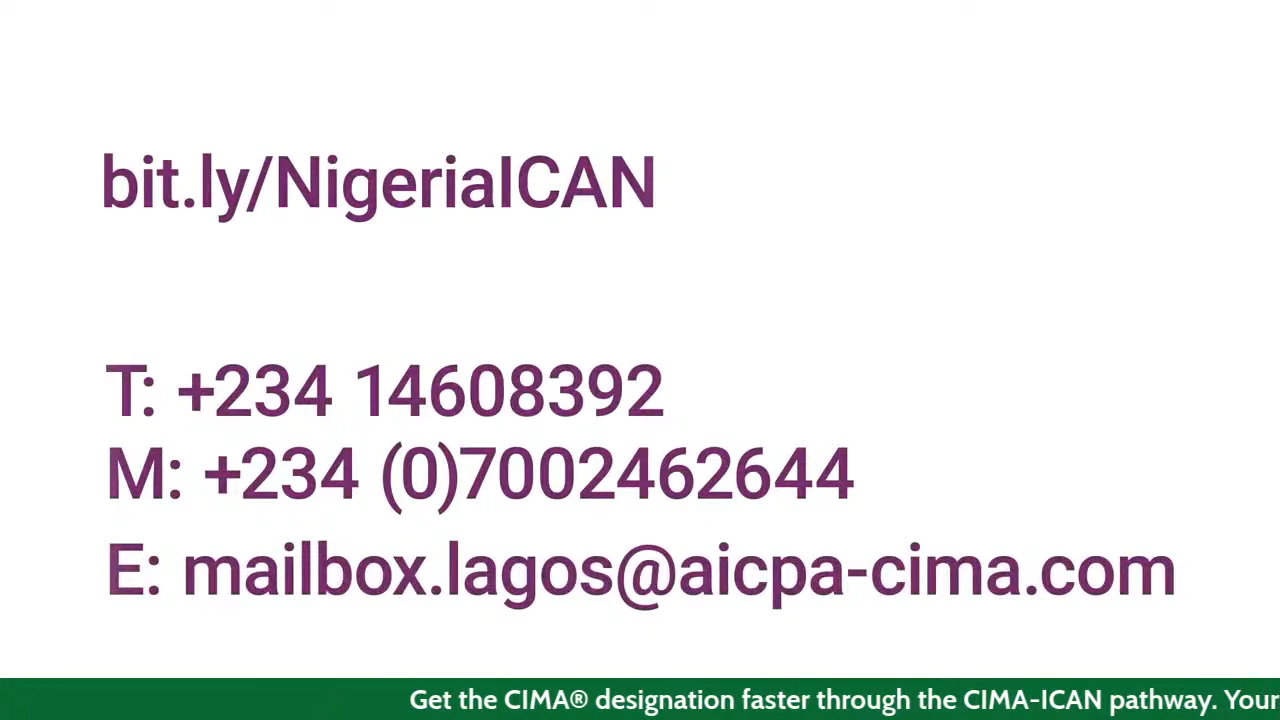 bit.ly/NigeriaICAN
T: +234 14608392
M: +234 (0)7002462644
E: mailbox.lagos@aicpa-cima.com
Get the CIMA® designation faster through the CIMA-ICAN pathway. Your